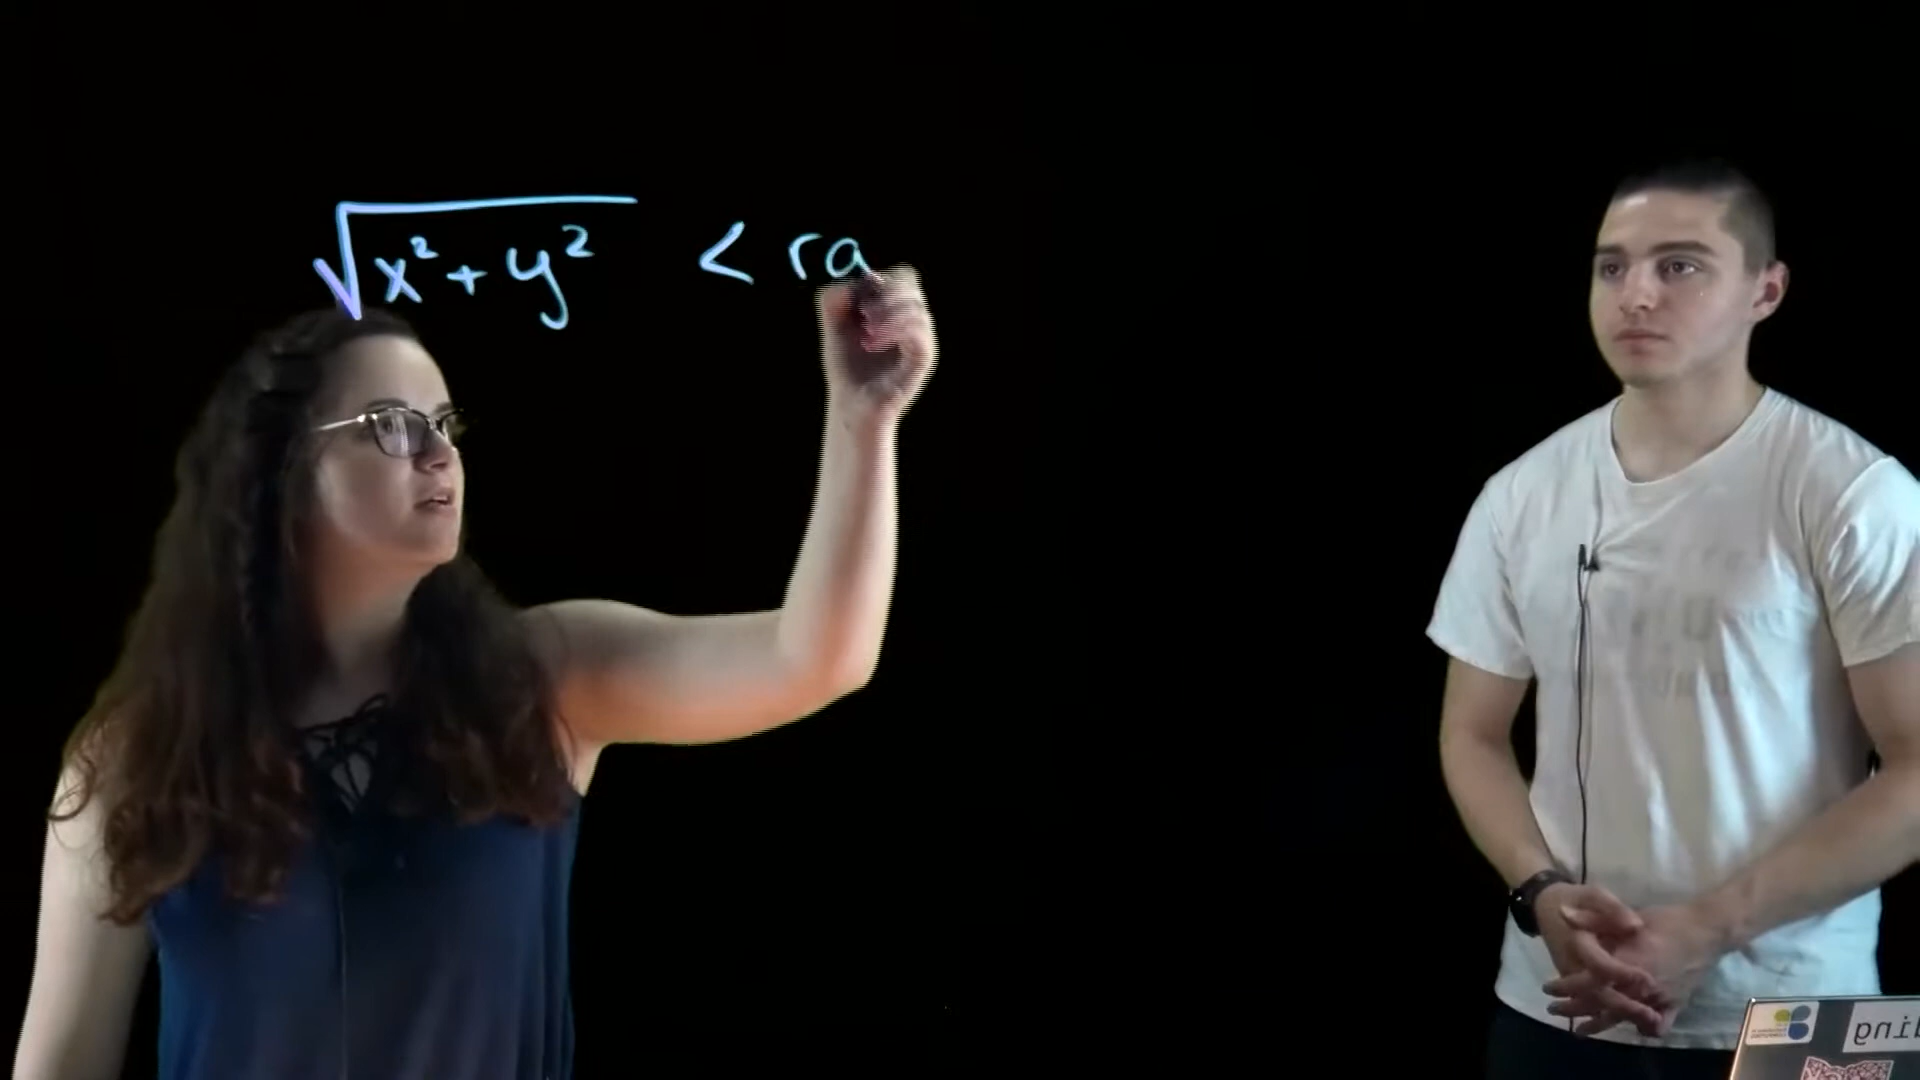 √x²+y² < ra